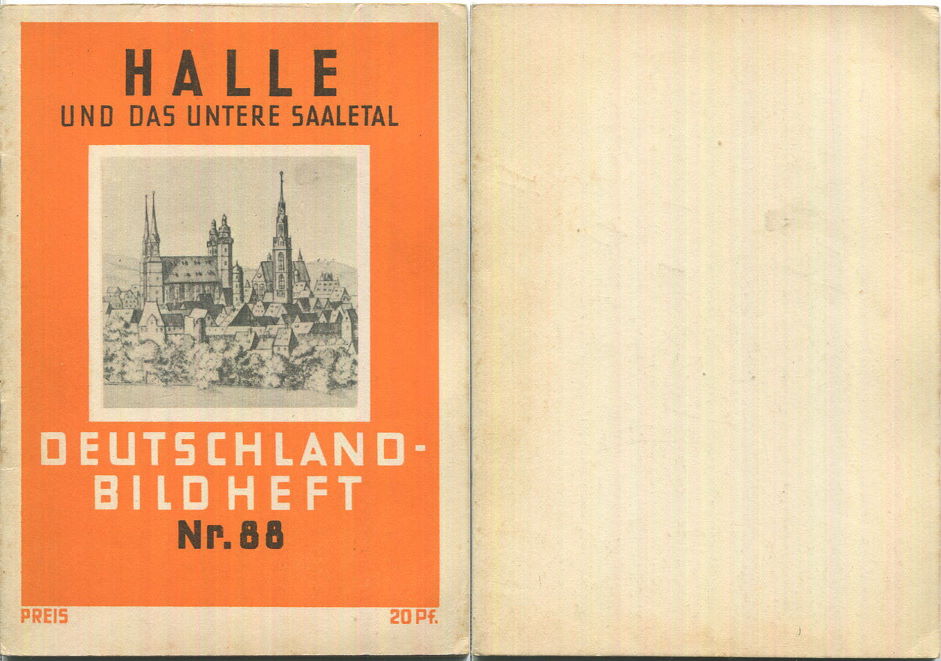 HALLE
UND DAS UNTERE SAALETAL
DEUTSCHLAND-
BILDHEFT
Nr. 88
PREIS 20 Pf.